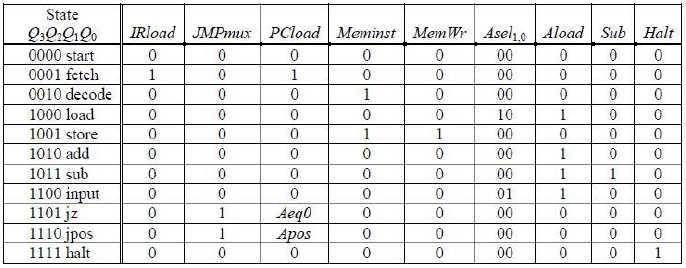 State
Q3Q2Q1Q0 IRload JMPmux PCload Meminst MemWr Asel1,0 Aload Sub Halt
0000 start 0 0 0 0 0 00 0 0 0
0001 fetch 1 0 1 0 0 00 0 0 0
0010 decode 0 0 0 1 0 00 0 0 0
1000 load 0 0 0 0 0 10 1 0 0
1001 store 0 0 0 1 1 00 0 0 0
1010 add 0 0 0 0 0 00 1 0 0
1011 sub 0 0 0 0 0 00 1 1 0
1100 input 0 0 0 0 0 01 1 0 0
1101 jz 0 1 Aeq0 0 0 00 0 0 0
1110 jpos 0 1 Apos 0 0 00 0 0 0
1111 halt 0 0 0 0 0 00 0 0 1